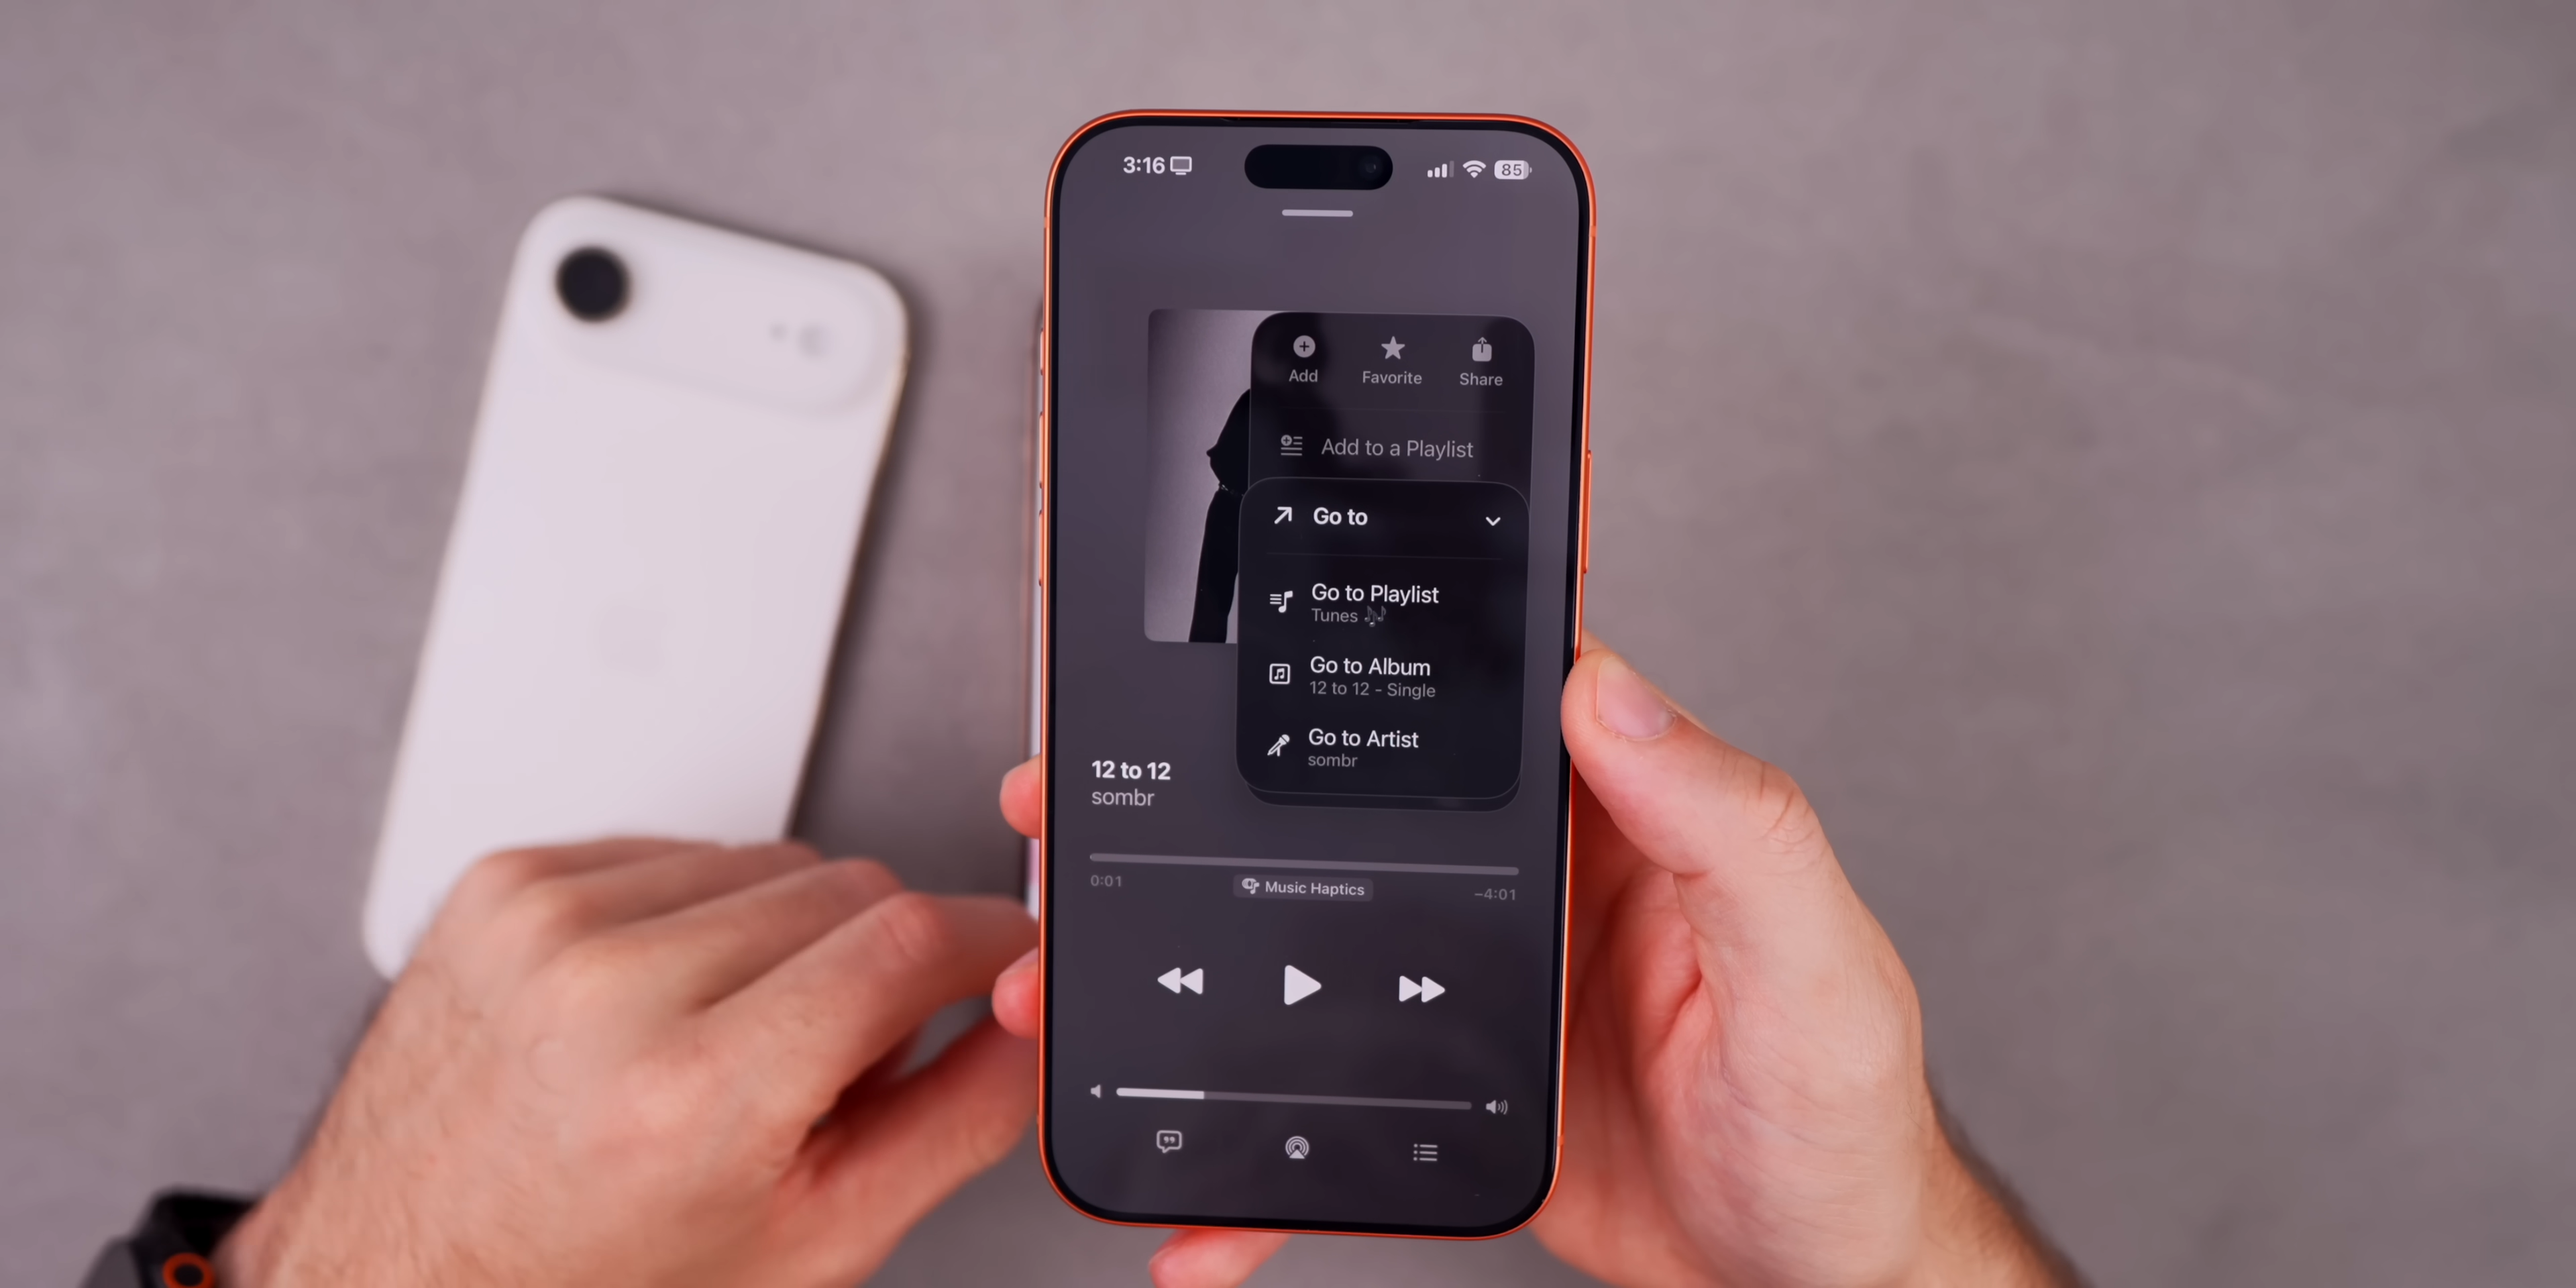 3:16
85
Add
Favorite
Share
Add to a Playlist
Go to
Go to Playlist
Tunes 🎶
Go to Album
12 to 12 - Single
Go to Artist
sombr
12 to 12
sombr
0:01
Music Haptics
-4:01